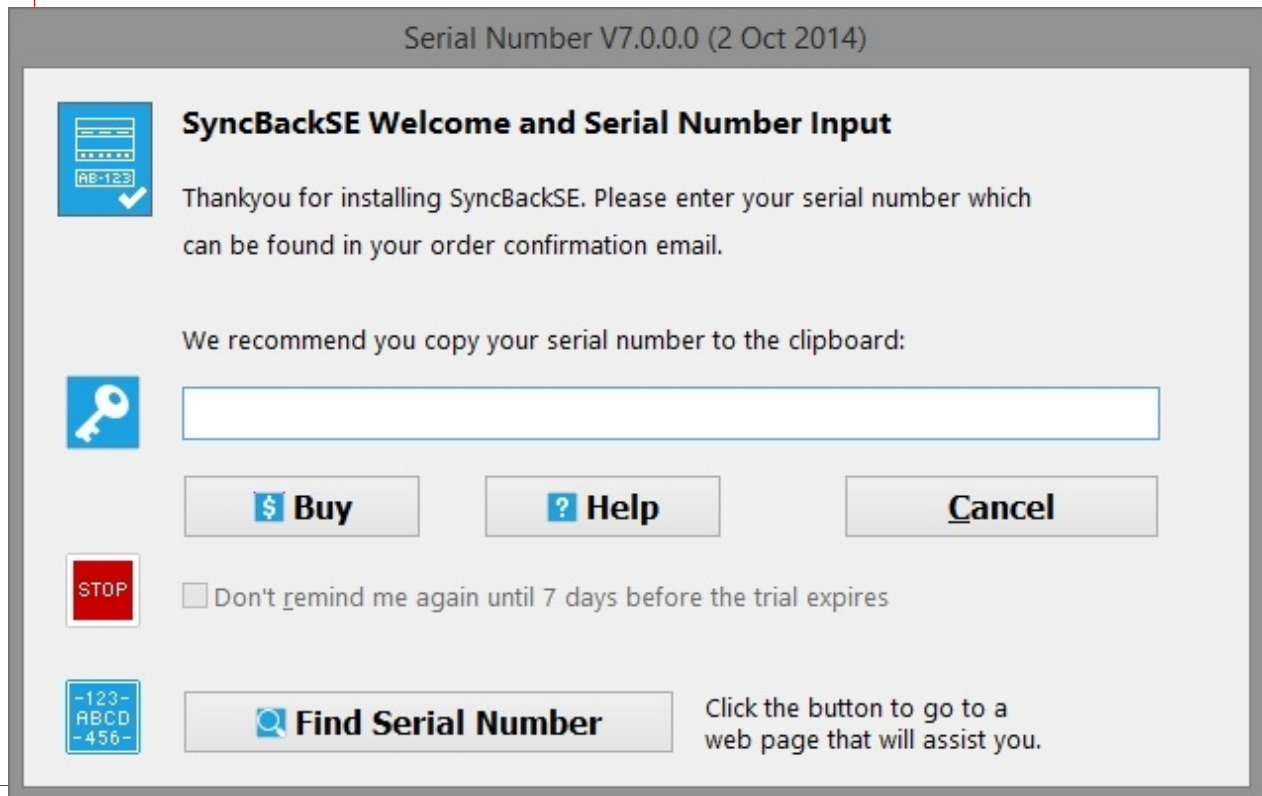 Serial Number V7.0.0.0 (2 Oct 2014)
SyncBackSE Welcome and Serial Number Input
AB-123
Thankyou for installing SyncBackSE. Please enter your serial number which
can be found in your order confirmation email.
We recommend you copy your serial number to the clipboard:
$ Buy
? Help
Cancel
STOP
Don't remind me again until 7 days before the trial expires
-123-
ABCD
-456-
Find Serial Number
Click the button to go to a
web page that will assist you.